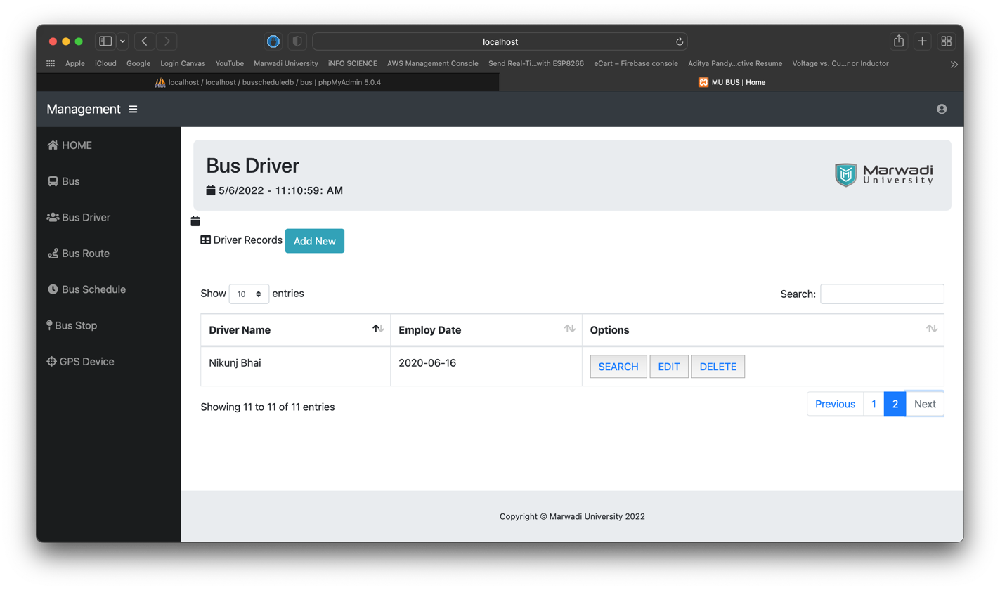 localhost
Apple iCloud Google Login Canvas YouTube Marwadi University iNFO SCIENCE AWS Management Console Send Real-Ti...with ESP8266 eCart – Firebase console Aditya Pandy...ctive Resume Voltage vs. Cu...r or Inductor
localhost / localhost / busscheduledb / bus | phpMyAdmin 5.0.4 MU BUS | Home
Management
HOME
Bus
Bus Driver
Bus Route
Bus Schedule
Bus Stop
GPS Device
Bus Driver
5/6/2022 - 11:10:59: AM
Marwadi
University
Driver Records Add New
Show 10 entries Search:
Driver Name Employ Date Options
Nikunj Bhai 2020-06-16 SEARCH EDIT DELETE
Showing 11 to 11 of 11 entries Previous 1 2 Next
Copyright © Marwadi University 2022